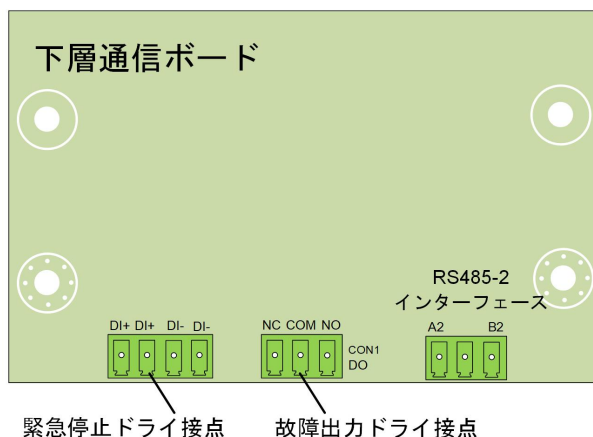 下層通信ボード
RS485-2
インターフェース
DI+ DI+ DI- DI-
NC COM NO
A2 B2
CON1
DO
緊急停止ドライ接点
故障出力ドライ接点